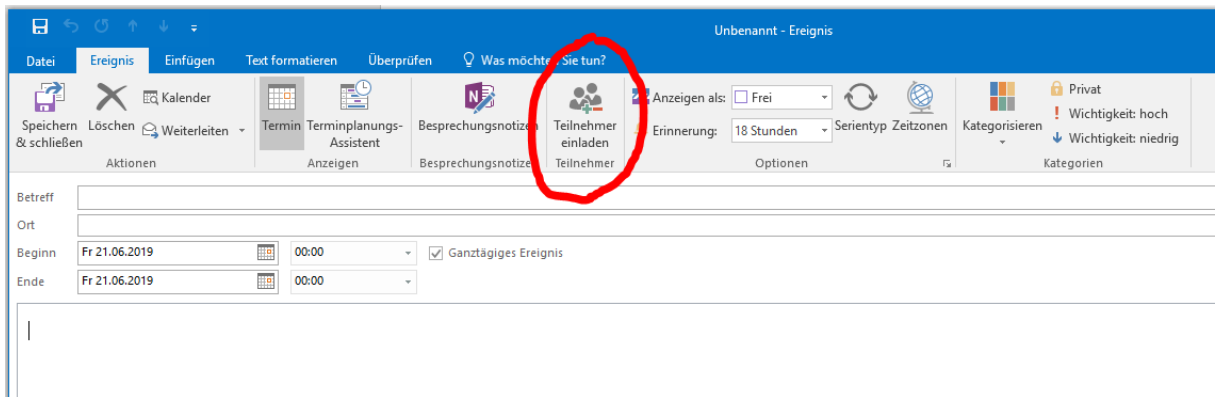 Unbenannt - Ereignis
Datei Ereignis Einfügen Text formatieren Überprüfen Was möchten Sie tun?
Speichern & schließen
Löschen
Kalender
Weiterleiten
Aktionen
Termin
Terminplanungs-
Assistent
Anzeigen
Besprechungsnotizen
Besprechungsnotize
Teilnehmer
einladen
Teilnehmer
Anzeigen als: Frei
Erinnerung: 18 Stunden
Serientyp
Zeitzonen
Optionen
Kategorisieren
Privat
Wichtigkeit: hoch
Wichtigkeit: niedrig
Kategorien
Betreff
Ort
Beginn Fr 21.06.2019 00:00 Ganztägiges Ereignis
Ende Fr 21.06.2019 00:00